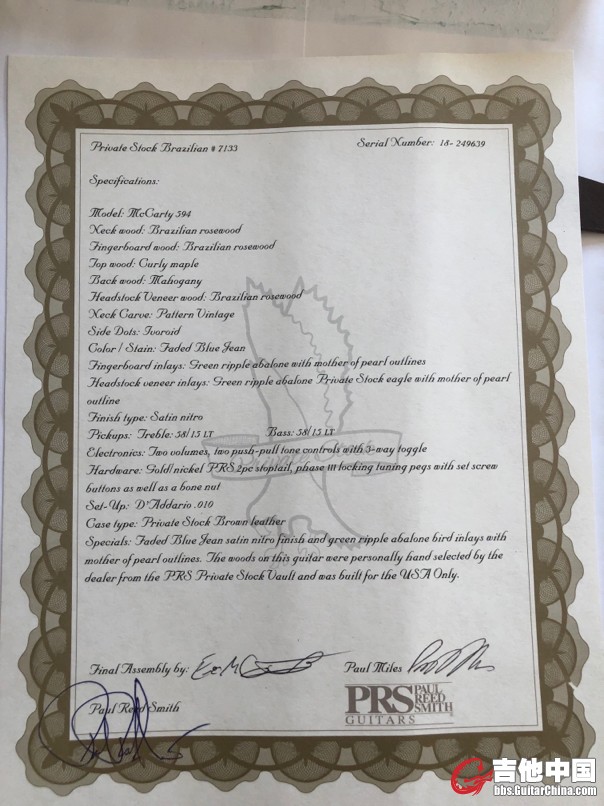 Private Stock Brazilian # 7133
Serial Number: 18-249639
Specifications:
Model: McCarty 594
Neck wood: Brazilian rosewood
Fingerboard wood: Brazilian rosewood
Top wood: Curly maple
Back wood: Mahogany
Headstock Veneer wood: Brazilian rosewood
Neck Carve: Pattern Vintage
Side Dots: Ivoroid
Color / Stain: Faded Blue Jean
Fingerboard inlays: Green ripple abalone with mother of pearl outlines
Headstock veneer inlays: Green ripple abalone Private Stock eagle with mother of pearl
outline
Finish type: Satin nitro
Pickups: Treble: 58/15 LT Bass: 58/15 LT
Electronics: Two volumes, two push-pull tone controls with 3-way toggle
Hardware: Gold/nickel PRS 2pc stoptail, phase III locking tuning pegs with set screw
buttons as well as a bone nut
Set-Up: D'Addario .010
Case type: Private Stock Brown leather
Specials: Faded Blue Jean satin nitro finish and green ripple abalone bird inlays with
mother of pearl outlines. The woods on this guitar were personally hand selected by the
dealer from the PRS Private Stock Vault and was built for the USA Only.
Private Stock
Final Assembly by:
Paul Miles
Paul Reed Smith
PRS PAUL REED SMITH
GUITARS
吉他中国
bbs.GuitarChina.com